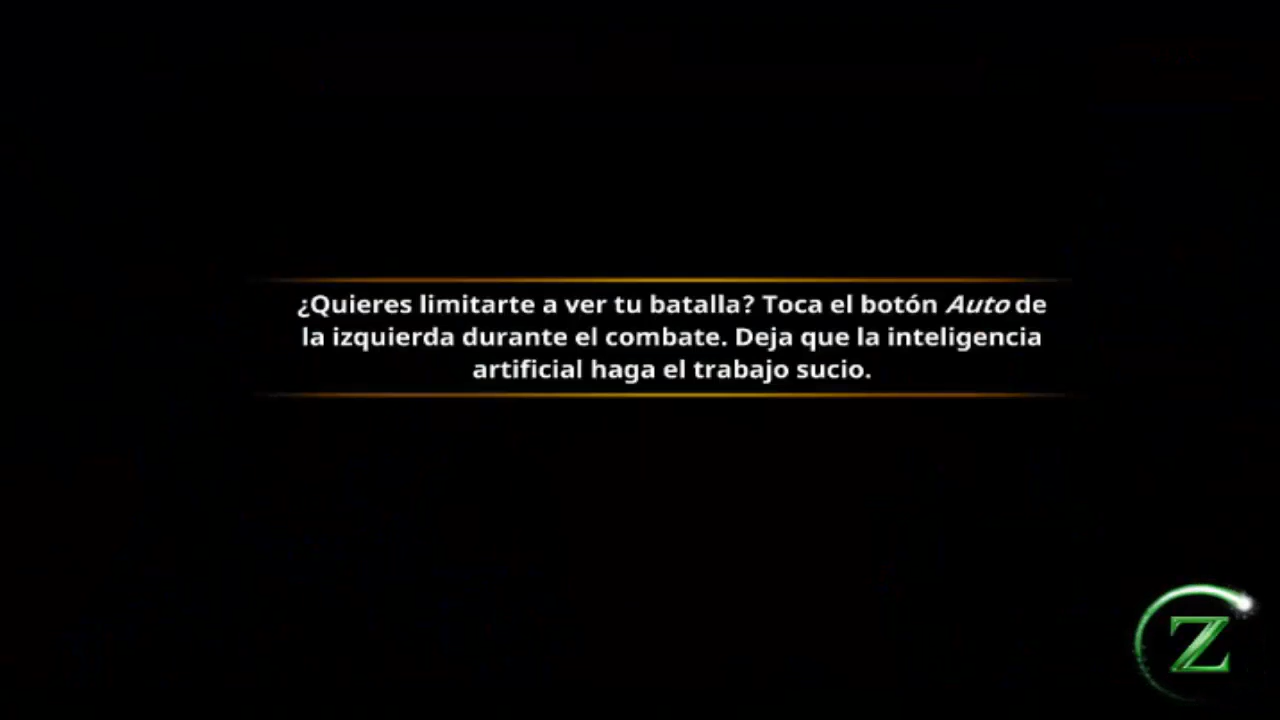 ¿Quieres limitarte a ver tu batalla? Toca el botón Auto de
la izquierda durante el combate. Deja que la inteligencia
artificial haga el trabajo sucio.
Z